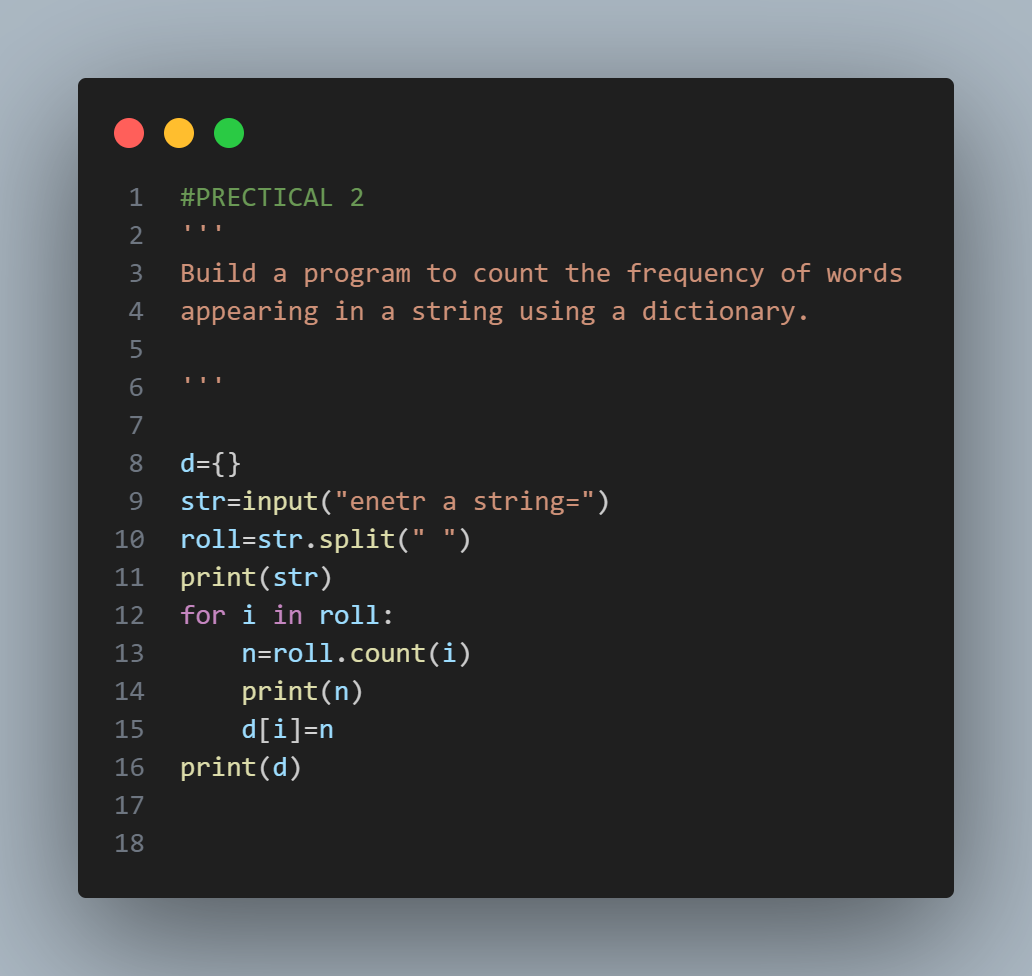 1 #PRECTICAL 2
2 '''
3 Build a program to count the frequency of words
4 appearing in a string using a dictionary.
5
6 '''
7
8 d={}
9 str=input("enetr a string=")
10 roll=str.split(" ")
11 print(str)
12 for i in roll:
13     n=roll.count(i)
14     print(n)
15     d[i]=n
16 print(d)
17
18